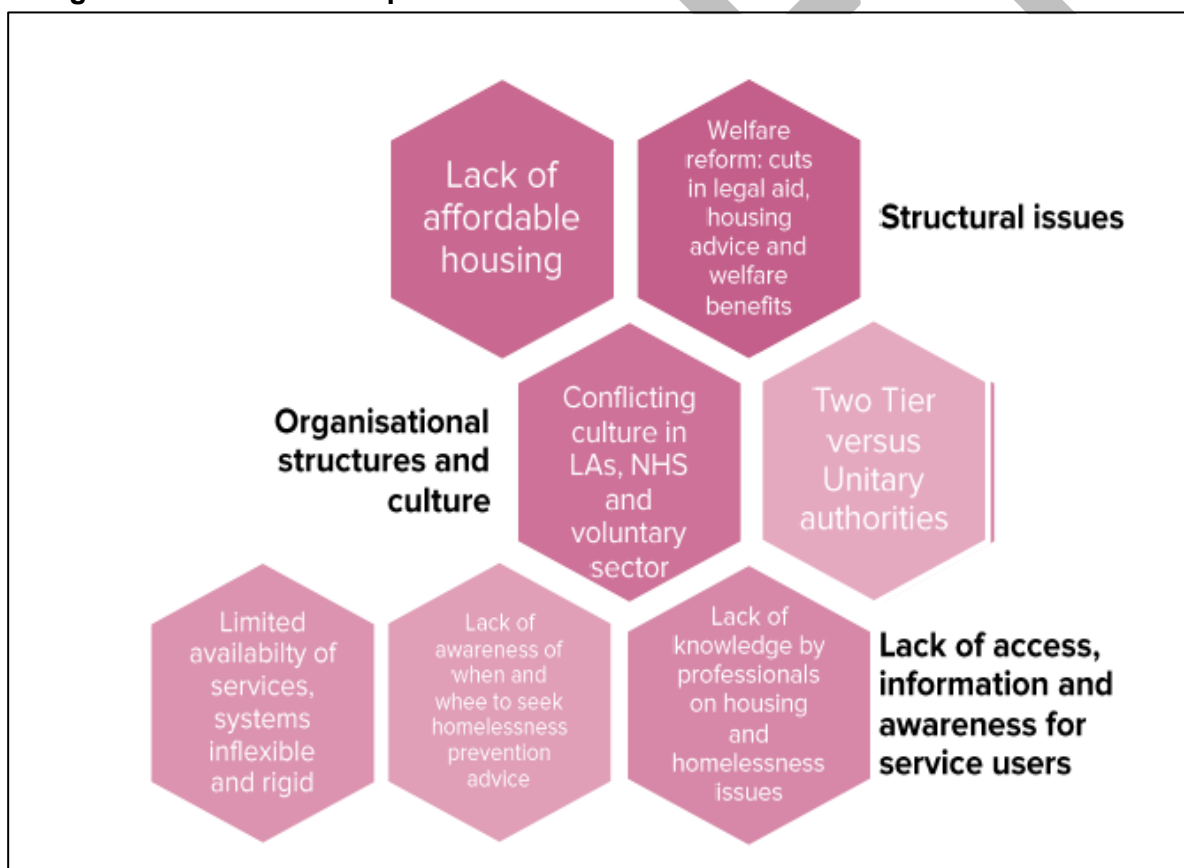 Lack of
affordable
housing
Welfare
reform: cuts
in legal aid,
housing
advice and
welfare
benefits
Structural issues
Organisational
structures and
culture
Conflicting
culture in
LAs, NHS
and
voluntary
sector
Two Tier
versus
Unitary
authorities
Limited
availabilty of
services,
systems
inflexible
and rigid
Lack of
awareness of
when and
whee to seek
homelessness
prevention
advice
Lack of
knowledge by
professionals
on housing
and
homelessness
issues
Lack of access,
information and
awareness for
service users